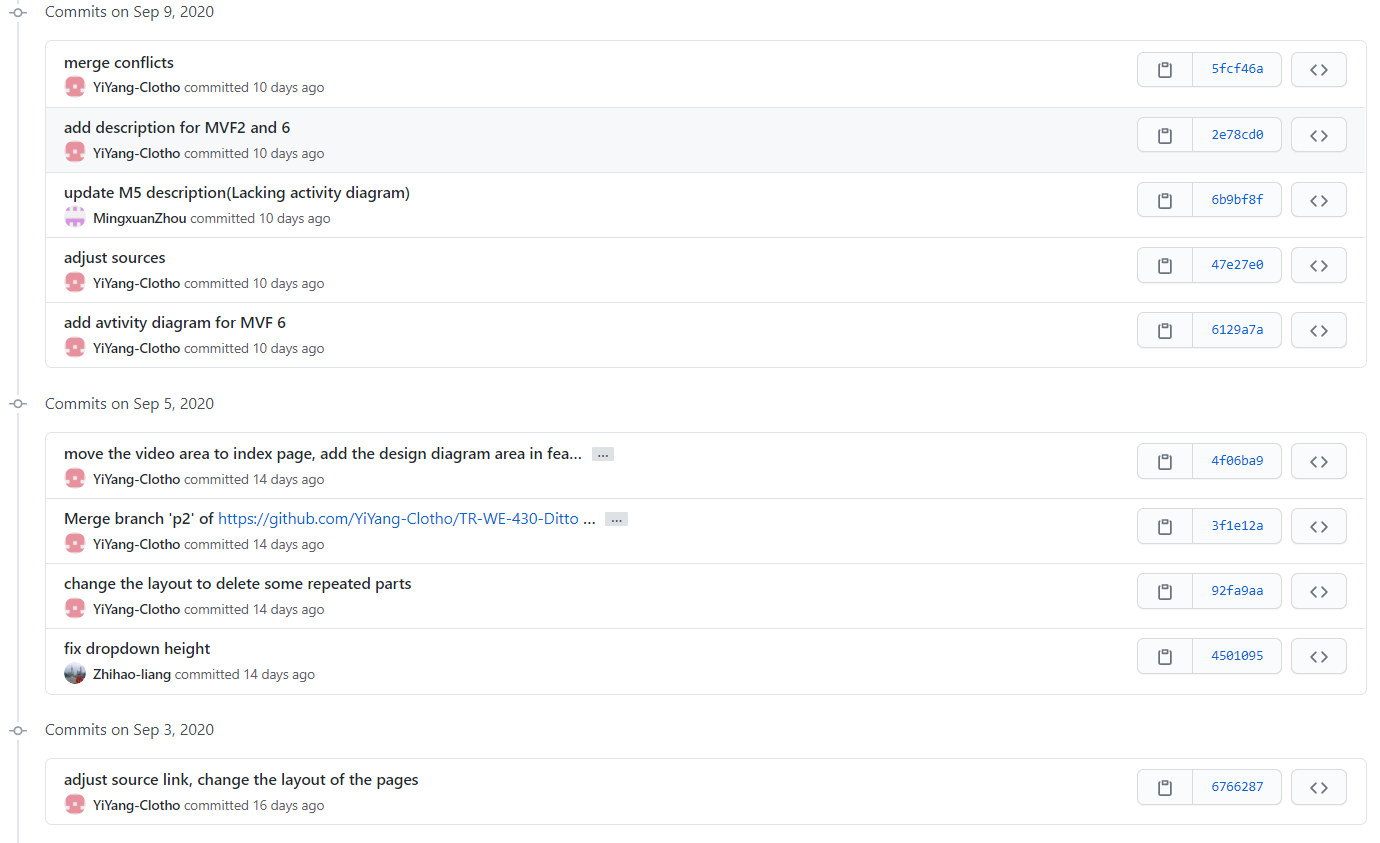 Commits on Sep 9, 2020
merge conflicts
5fcf46a
YiYang-Clotho committed 10 days ago
add description for MVF2 and 6
2e78cd0
YiYang-Clotho committed 10 days ago
update M5 description(Lacking activity diagram)
6b9bf8f
MingxuanZhou committed 10 days ago
adjust sources
47e27e0
YiYang-Clotho committed 10 days ago
add avtivity diagram for MVF 6
6129a7a
YiYang-Clotho committed 10 days ago
Commits on Sep 5, 2020
move the video area to index page, add the design diagram area in fea... …
4f06ba9
YiYang-Clotho committed 14 days ago
Merge branch 'p2' of https://github.com/YiYang-Clotho/TR-WE-430-Ditto ... …
3f1e12a
YiYang-Clotho committed 14 days ago
change the layout to delete some repeated parts
92fa9aa
YiYang-Clotho committed 14 days ago
fix dropdown height
4501095
Zhihao-liang committed 14 days ago
Commits on Sep 3, 2020
adjust source link, change the layout of the pages
6766287
YiYang-Clotho committed 16 days ago